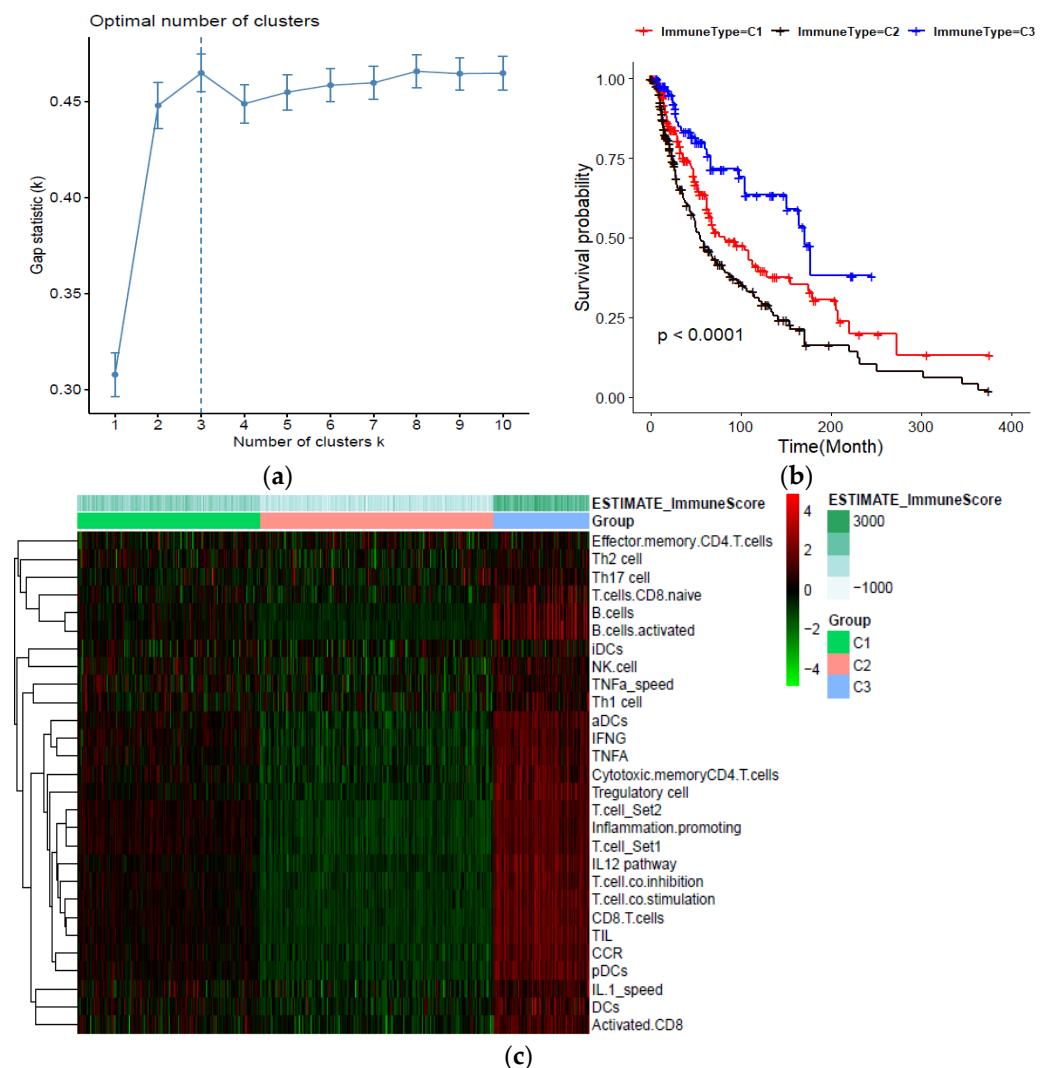 Optimal number of clusters
Gap statistic (k)
0.45
0.40
0.35
0.30
1 2 3 4 5 6 7 8 9 10
Number of clusters k
(a)
ImmuneType=C1 ImmuneType=C2 ImmuneType=C3
Survival probability
1.00
0.75
0.50
0.25
0.00
p < 0.0001
0 100 200 300 400
Time(Month)
(b)
ESTIMATE_ImmuneScore
Group
Effector.memory.CD4.T.cells
Th2 cell
Th17 cell
T.cells.CD8.naive
B.cells
B.cells.activated
iDCs
NK.cell
TNFa_speed
Th1 cell
aDCs
IFNG
TNFA
Cytotoxic.memoryCD4.T.cells
Tregulatory cell
T.cell_Set2
Inflammation.promoting
T.cell_Set1
IL12 pathway
T.cell.co.inhibition
T.cell.co.stimulation
CD8.T.cells
TIL
CCR
pDCs
IL.1_speed
DCs
Activated.CD8
4
2
0
−2
−4
ESTIMATE_ImmuneScore
3000
−1000
Group
C1
C2
C3
(c)